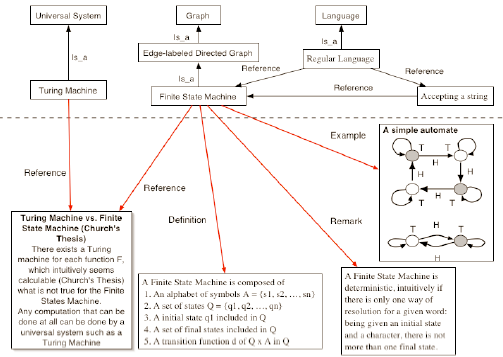 Universal System
Graph
Language
Is_a
Is_a
Is_a
Edge-labeled Directed Graph
Regular Language
Is_a
Reference
Reference
Turing Machine
Finite State Machine
Reference
Accepting a string
Example
A simple automate
T
T
H
H
H
T
H
T
T
H
T
H
Reference
Reference
Definition
Remark
Turing Machine vs. Finite
State Machine (Church's
Thesis)
There exists a Turing
machine for each function F,
which intuitively seems
calculable (Church's Thesis)
what is not true for the Finite
States Machine.
Any computation that can be
done at all can be done by a
universal system such as a
Turing Machine
A Finite State Machine is composed of
1. An alphabet of symbols A = {s1, s2, ..., sn}
2. A set of states Q = {q1, q2, ..., qn}
3. A initial state q1 included in Q
4. A set of final states included in Q
5. A transition function d of Q x A in Q
A Finite State Machine is
deterministic, intuitively if
there is only one way of
resolution for a given word:
being given an initial state
and a character, there is not
more than one final state.